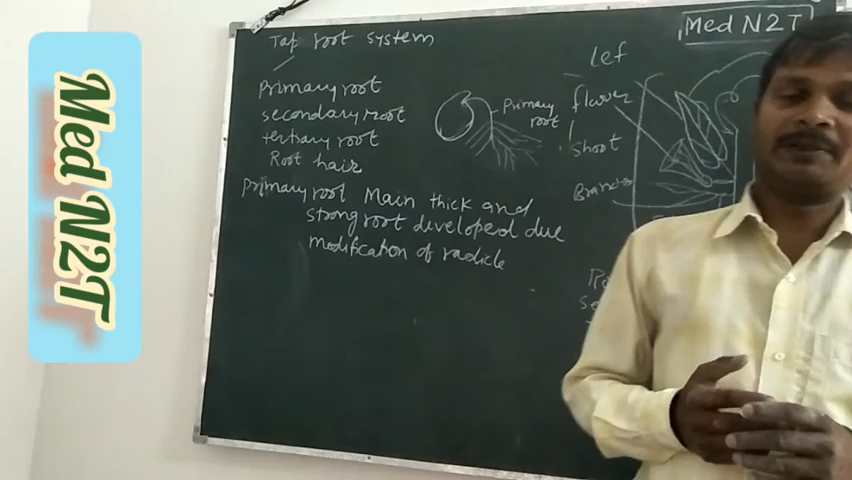 Med N2T
Tap root system
Primary root
secondary root
tertiary root
Root hair
Primary root Main thick and
strong root developed due
modification of radicle
Primary
root
lef
flower
shoot
Branch
Med N2T